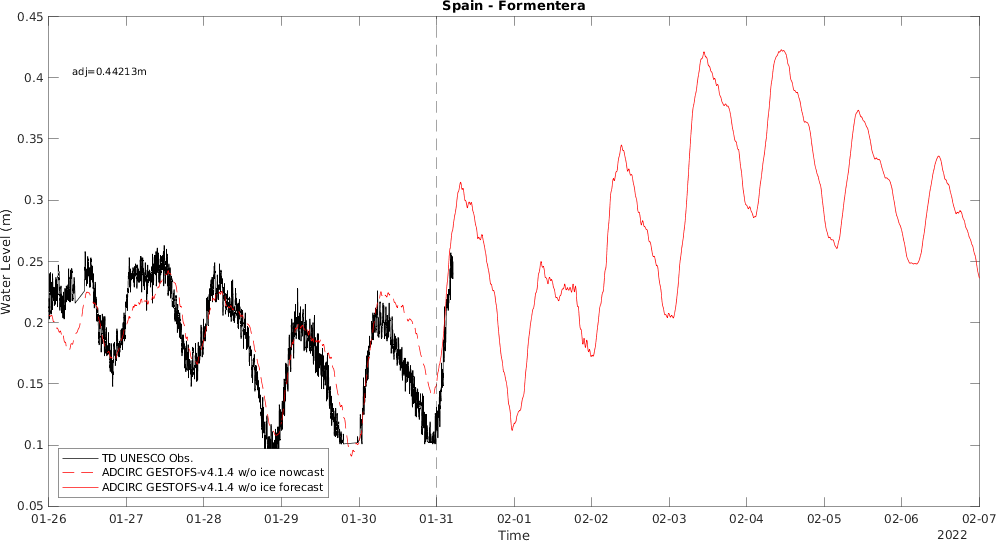 Spain - Formentera
adj=0.44213m
Water Level (m)
0.45
0.4
0.35
0.3
0.25
0.2
0.15
0.1
0.05
TD UNESCO Obs.
ADCIRC GESTOFS-v4.1.4 w/o ice nowcast
ADCIRC GESTOFS-v4.1.4 w/o ice forecast
01-26 01-27 01-28 01-29 01-30 01-31 02-01 02-02 02-03 02-04 02-05 02-06 02-07
Time
2022